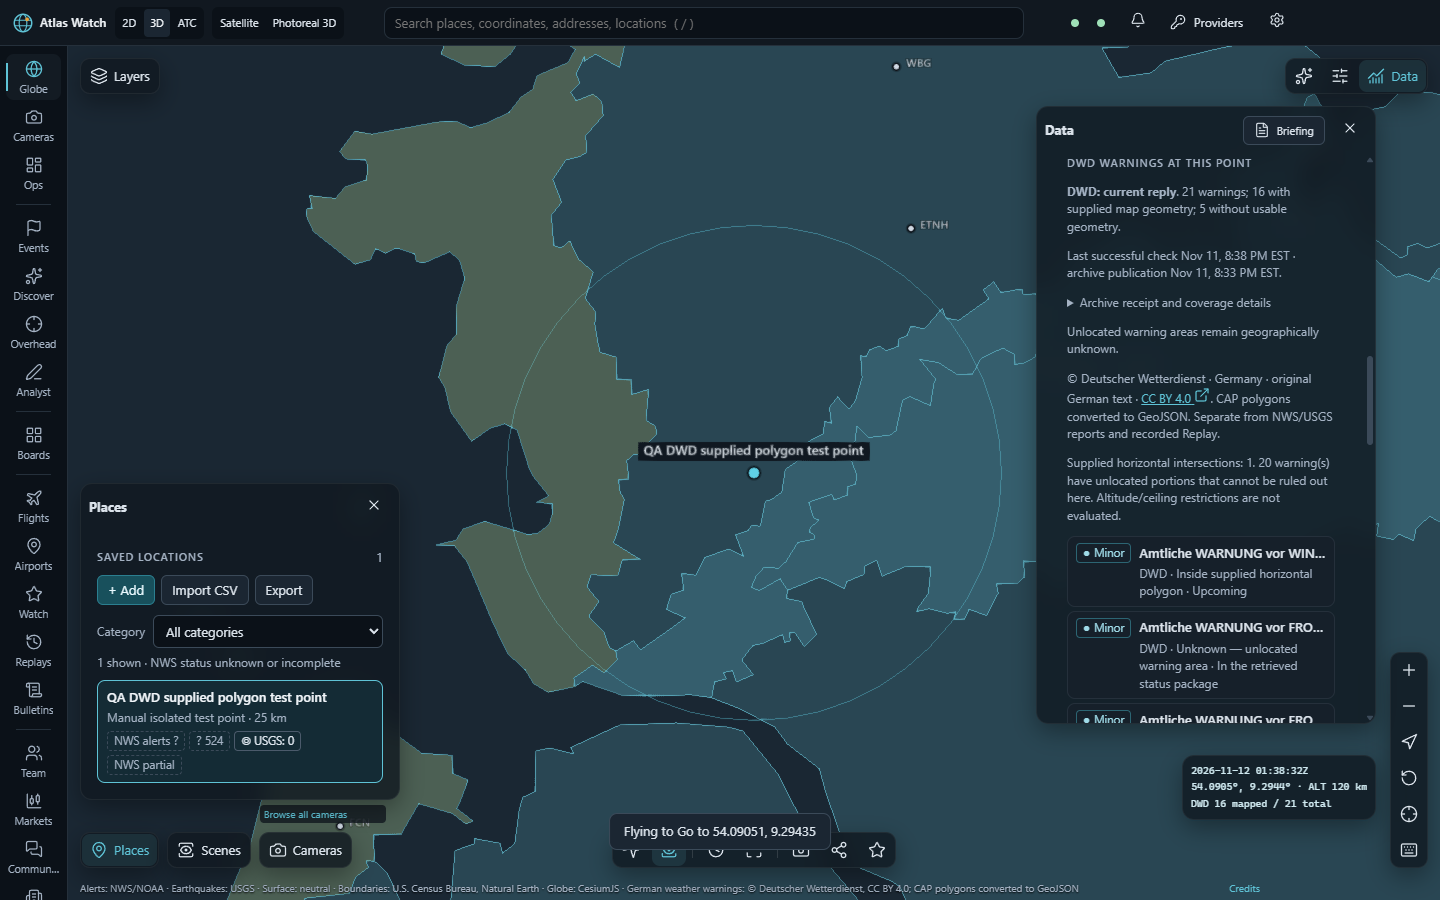 Atlas Watch
2D 3D ATC
Satellite Photoreal 3D
Search places, coordinates, addresses, locations ( / )
Providers
Globe
Cameras
Ops
Events
Discover
Overhead
Analyst
Boards
Flights
Airports
Watch
Replays
Bulletins
Team
Markets
Commun...
Layers
WBG
ETNH
QA DWD supplied polygon test point
Data
Data
Briefing
DWD WARNINGS AT THIS POINT
DWD: current reply. 21 warnings; 16 with
supplied map geometry; 5 without usable
geometry.
Last successful check Nov 11, 8:38 PM EST ·
archive publication Nov 11, 8:33 PM EST.
Archive receipt and coverage details
Unlocated warning areas remain geographically
unknown.
© Deutscher Wetterdienst · Germany · original
German text · CC BY 4.0 . CAP polygons
converted to GeoJSON. Separate from NWS/USGS
reports and recorded Replay.
Supplied horizontal intersections: 1. 20 warning(s)
have unlocated portions that cannot be ruled out
here. Altitude/ceiling restrictions are not
evaluated.
Minor Amtliche WARNUNG vor WIN...
DWD · Inside supplied horizontal
polygon · Upcoming
Minor Amtliche WARNUNG vor FRO...
DWD · Unknown — unlocated
warning area · In the retrieved
status package
Minor Amtliche WARNUNG vor FRO
Places
SAVED LOCATIONS 1
+ Add Import CSV Export
Category All categories
1 shown · NWS status unknown or incomplete
QA DWD supplied polygon test point
Manual isolated test point · 25 km
NWS alerts ? ? 524 USGS: 0
NWS partial
Browse all cameras
Places Scenes Cameras
Flying to Go to 54.09051, 9.29435
2026-11-12 01:38:32Z
54.0905°, 9.2944° · ALT 120 km
DWD 16 mapped / 21 total
Alerts: NWS/NOAA · Earthquakes: USGS · Surface: neutral · Boundaries: U.S. Census Bureau, Natural Earth · Globe: CesiumJS · German weather warnings: © Deutscher Wetterdienst, CC BY 4.0; CAP polygons converted to GeoJSON
Credits